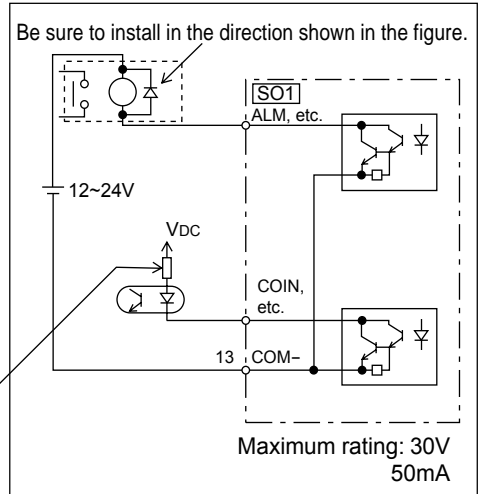 Be sure to install in the direction shown in the figure.
SO1
ALM, etc.
12~24V
VDC
COIN,
etc.
13 COM−
Maximum rating: 30V
50mA